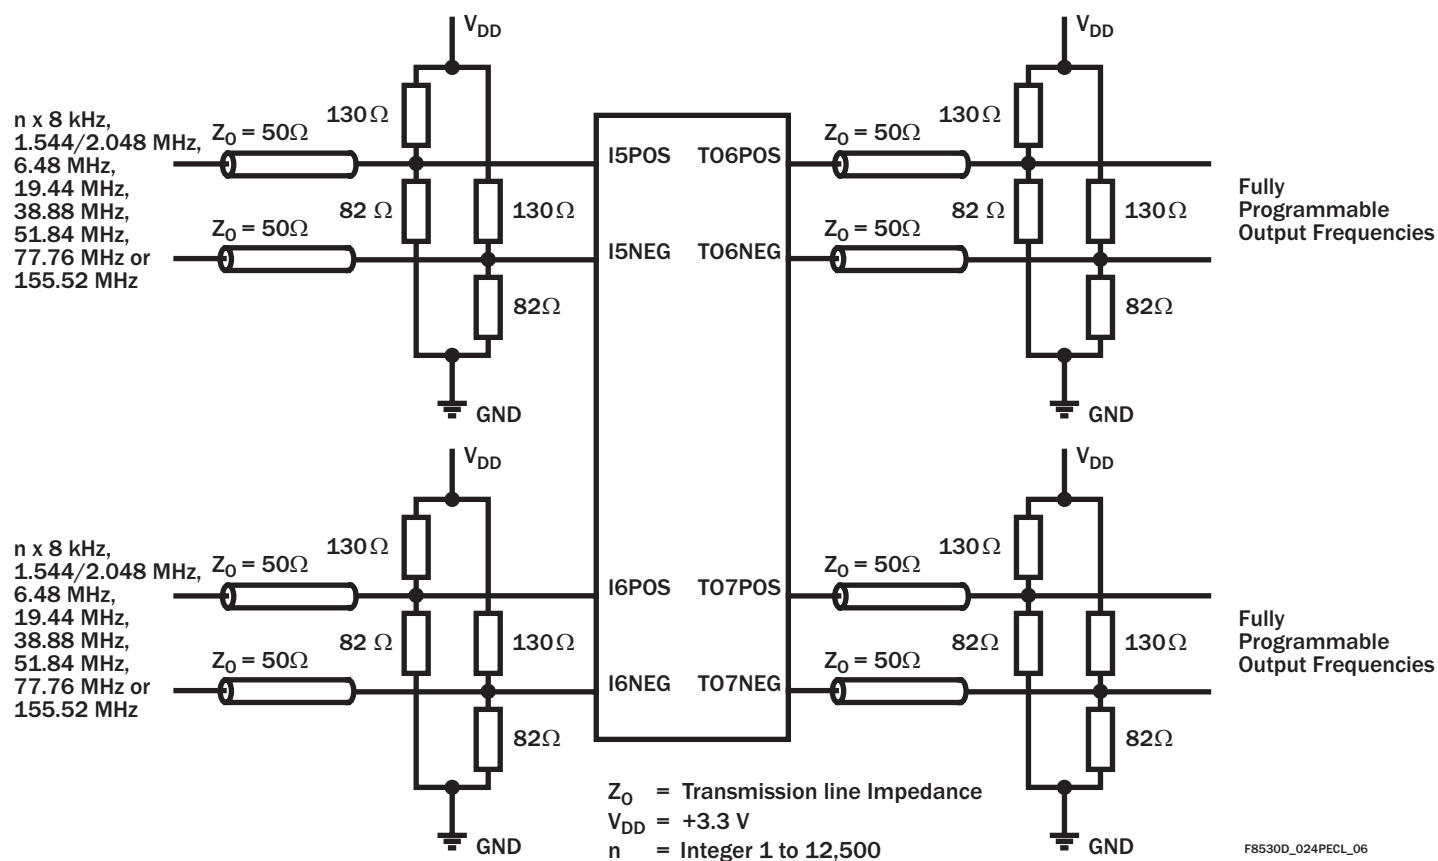 V_DD
V_DD
130Ω
130Ω
n x 8 kHz,
1.544/2.048 MHz,
6.48 MHz,
19.44 MHz,
38.88 MHz,
51.84 MHz,
77.76 MHz or
155.52 MHz
Z_O = 50Ω
Z_O = 50Ω
I5POS
TO6POS
82 Ω
130Ω
82 Ω
130Ω
Fully
Programmable
Output Frequencies
Z_O = 50Ω
Z_O = 50Ω
I5NEG
TO6NEG
82Ω
82Ω
GND
GND
V_DD
V_DD
130Ω
130Ω
n x 8 kHz,
1.544/2.048 MHz,
6.48 MHz,
19.44 MHz,
38.88 MHz,
51.84 MHz,
77.76 MHz or
155.52 MHz
Z_O = 50Ω
Z_O = 50Ω
I6POS
TO7POS
82 Ω
130Ω
82Ω
130Ω
Fully
Programmable
Output Frequencies
Z_O = 50Ω
Z_O = 50Ω
I6NEG
TO7NEG
82Ω
82Ω
GND
GND
Z_O = Transmission line Impedance
V_DD = +3.3 V
n = Integer 1 to 12,500
F8530D_024PECL_06